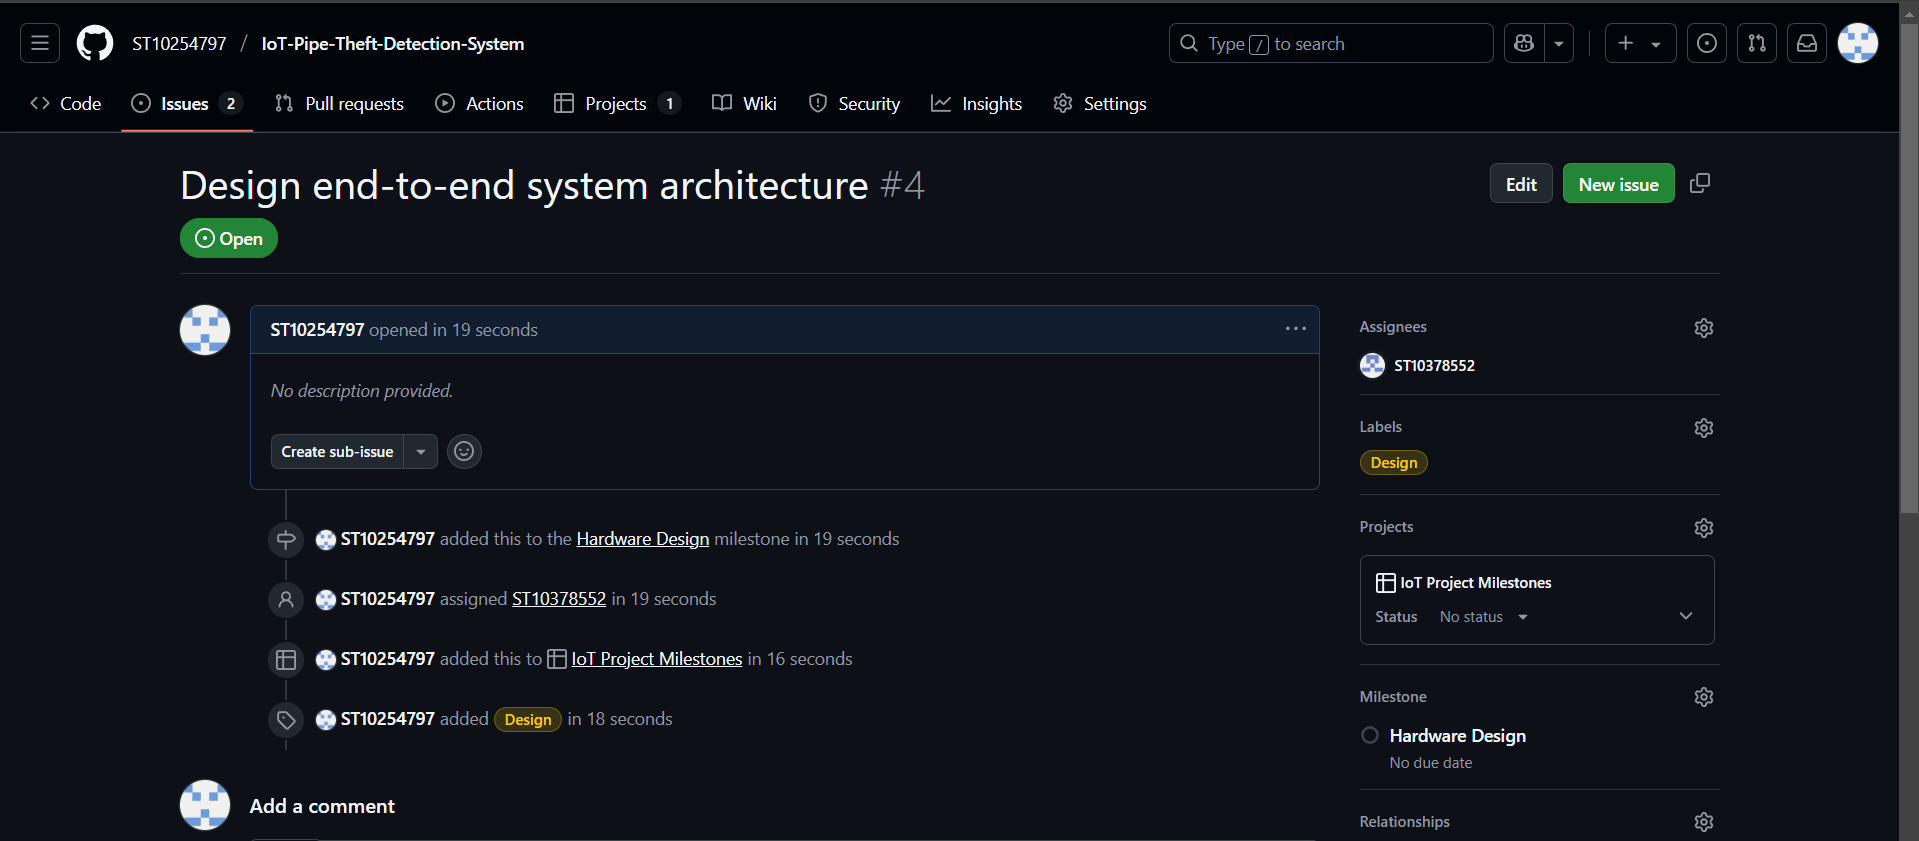 ST10254797 / IoT-Pipe-Theft-Detection-System
Type / to search
Code
Issues 2
Pull requests
Actions
Projects 1
Wiki
Security
Insights
Settings
Design end-to-end system architecture #4
Edit
New issue
Open
ST10254797 opened in 19 seconds
No description provided.
Create sub-issue
ST10254797 added this to the Hardware Design milestone in 19 seconds
ST10254797 assigned ST10378552 in 19 seconds
ST10254797 added this to IoT Project Milestones in 16 seconds
ST10254797 added Design in 18 seconds
Add a comment
Assignees
ST10378552
Labels
Design
Projects
IoT Project Milestones
Status No status
Milestone
Hardware Design
No due date
Relationships